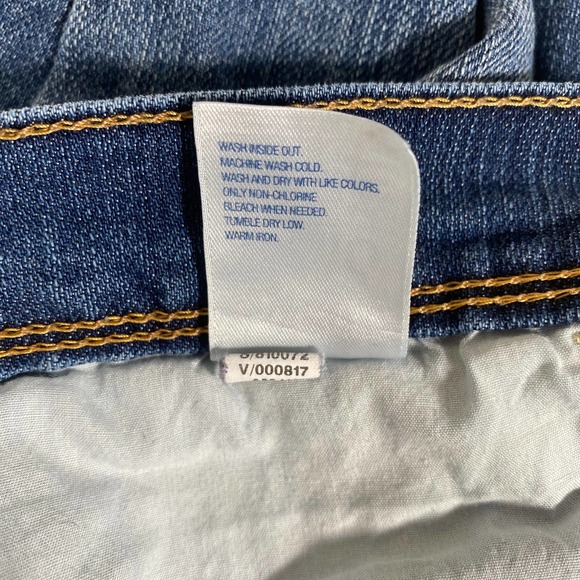 WASH INSIDE OUT.
MACHINE WASH COLD.
WASH AND DRY WITH LIKE COLORS.
ONLY NON-CHLORINE
BLEACH WHEN NEEDED.
TUMBLE DRY LOW.
WARM IRON.
S/810072
V/000817